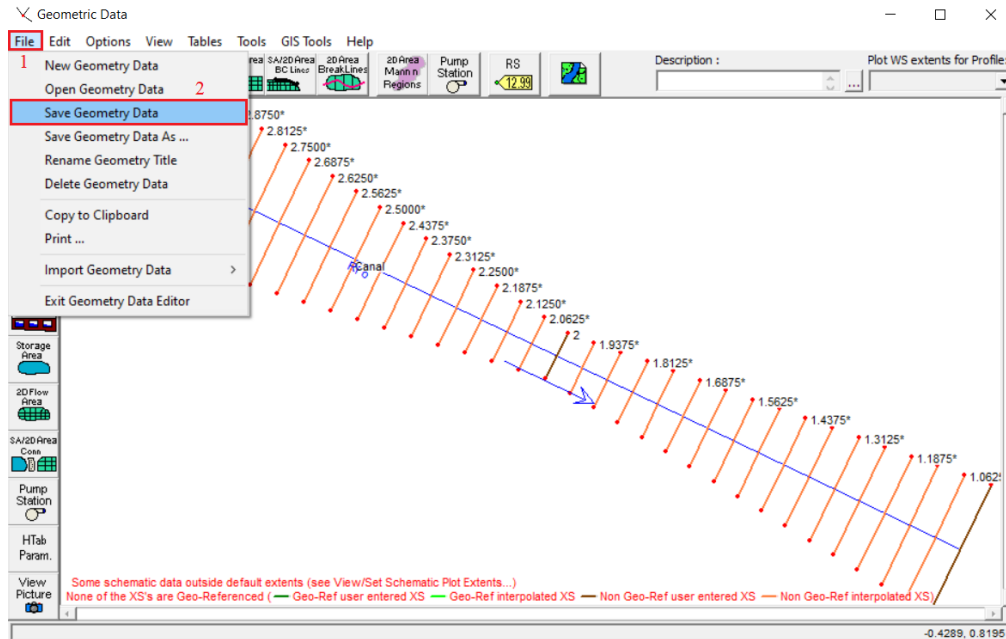 Geometric Data
File Edit Options View Tables Tools GIS Tools Help
1
New Geometry Data
Open Geometry Data
2
Save Geometry Data
Save Geometry Data As ...
Rename Geometry Title
Delete Geometry Data
Copy to Clipboard
Print ...
Import Geometry Data
Exit Geometry Data Editor
SA/2D Area
BC Lines
2D Area
BreakLines
2D Area
Mann n
Regions
Pump
Station
RS
12.99
Description :
...
Plot WS extents for Profile:
2.8125*
2.7500*
2.6875*
2.6250*
2.5625*
2.5000*
2.4375*
2.3750*
2.3125*
2.2500*
2.1875*
2.1250*
2.0625*
2
1.9375*
1.8125*
1.6875*
1.5625*
1.4375*
1.3125*
1.1875*
Canal
Storage
Area
2D Flow
Area
SA/2D Area
Conn
Pump
Station
HTab
Param.
View
Picture
Some schematic data outside default extents (see View/Set Schematic Plot Extents...)
None of the XS's are Geo-Referenced ( Geo-Ref user entered XS Geo-Ref interpolated XS Non Geo-Ref user entered XS Non Geo-Ref interpolated XS)
-0.4289, 0.8195